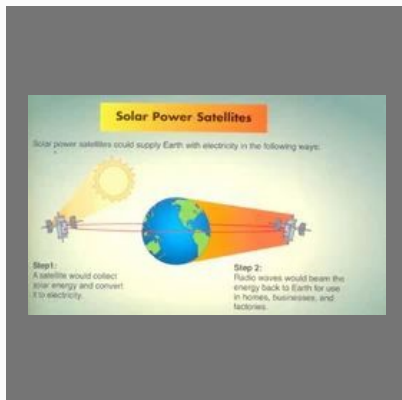 Solar Power Satellites
Solar power satellites could supply Earth with electricity in the following ways:
Step1:
A satellite would collect
solar energy and convert
it to electricity.
Step 2:
Radio waves would beam the
energy back to Earth for use
in homes, businesses, and
factories.